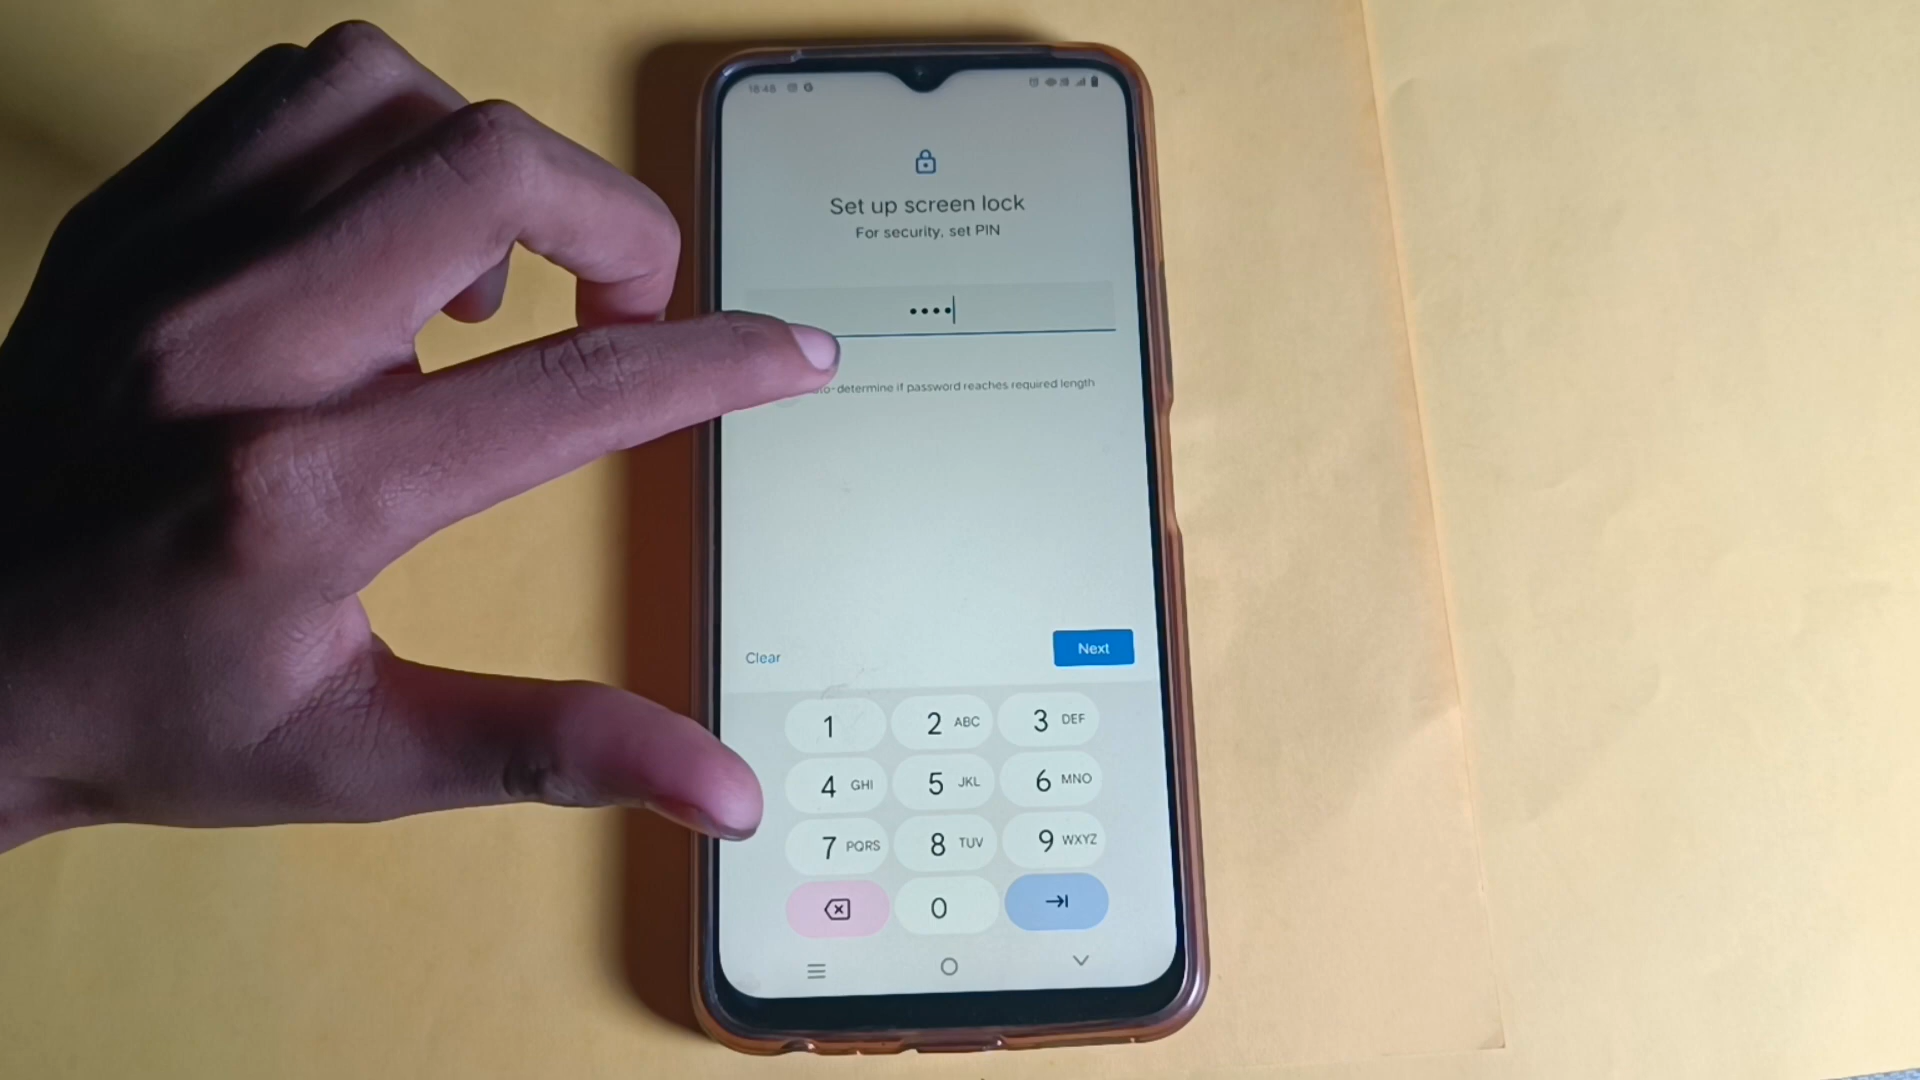 18:48
Set up screen lock
For security, set PIN
••••
-determine if password reaches required length
Clear
Next
1
2 ABC
3 DEF
4 GHI
5 JKL
6 MNO
7 PQRS
8 TUV
9 WXYZ
0